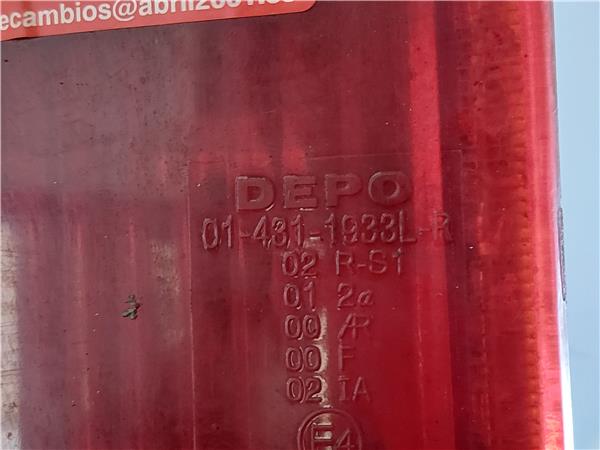 DEPO
01-431-1933L-R
02 R-S1
01 2a
00 AR
00 F
02 IA
E4